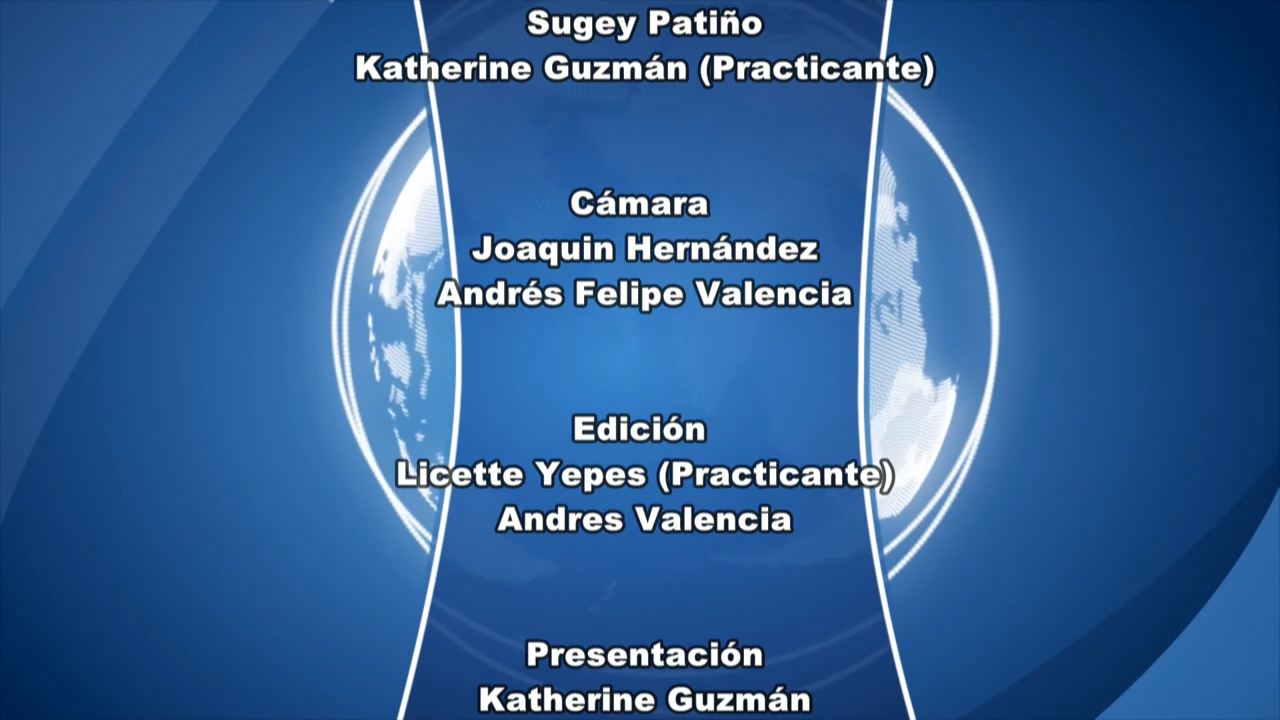 Sugey Patiño
Katherine Guzmán (Practicante)
Cámara
Joaquin Hernández
Andrés Felipe Valencia
Edición
Licette Yepes (Practicante)
Andres Valencia
Presentación
Katherine Guzmán